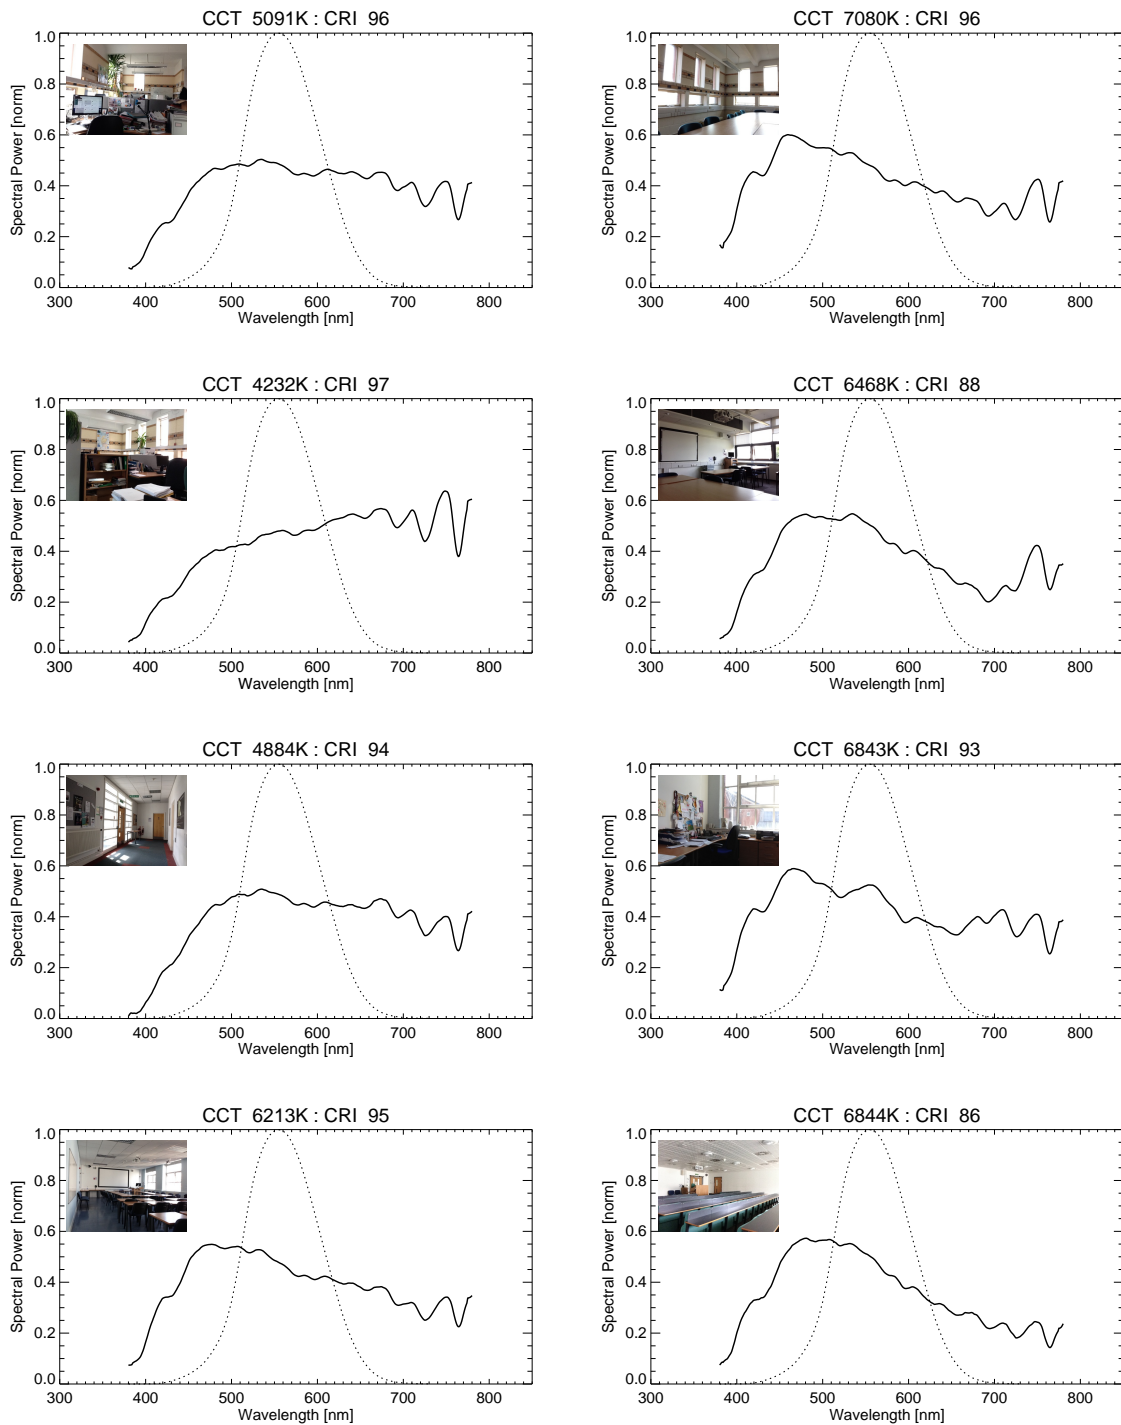 CCT 5091K : CRI 96
Spectral Power [norm]
1.0
0.8
0.6
0.4
0.2
0.0
300 400 500 600 700 800
Wavelength [nm]
CCT 7080K : CRI 96
Spectral Power [norm]
1.0
0.8
0.6
0.4
0.2
0.0
300 400 500 600 700 800
Wavelength [nm]
CCT 4232K : CRI 97
Spectral Power [norm]
1.0
0.8
0.6
0.4
0.2
0.0
300 400 500 600 700 800
Wavelength [nm]
CCT 6468K : CRI 88
Spectral Power [norm]
1.0
0.8
0.6
0.4
0.2
0.0
300 400 500 600 700 800
Wavelength [nm]
CCT 4884K : CRI 94
Spectral Power [norm]
1.0
0.8
0.6
0.4
0.2
0.0
300 400 500 600 700 800
Wavelength [nm]
CCT 6843K : CRI 93
Spectral Power [norm]
1.0
0.8
0.6
0.4
0.2
0.0
300 400 500 600 700 800
Wavelength [nm]
CCT 6213K : CRI 95
Spectral Power [norm]
1.0
0.8
0.6
0.4
0.2
0.0
300 400 500 600 700 800
Wavelength [nm]
CCT 6844K : CRI 86
Spectral Power [norm]
1.0
0.8
0.6
0.4
0.2
0.0
300 400 500 600 700 800
Wavelength [nm]